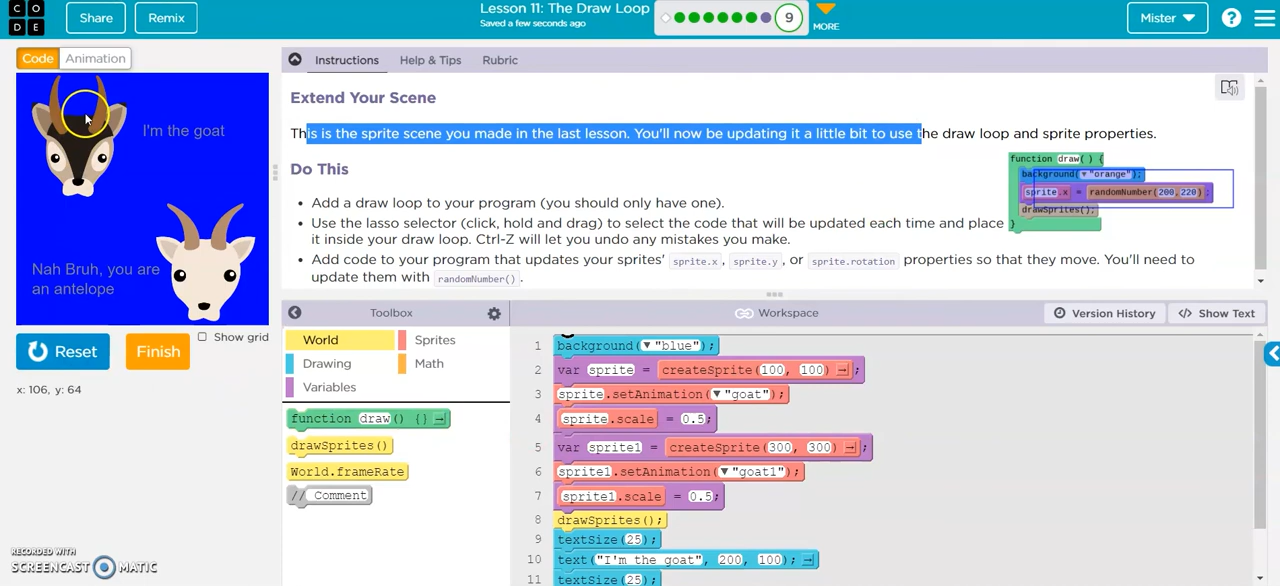 CO
DE
Share
Remix
Lesson 11: The Draw Loop
Saved a few seconds ago
9
MORE
Mister
?
Code
Animation
Instructions
Help & Tips
Rubric
I'm the goat
Nah Bruh, you are
an antelope
Extend Your Scene
This is the sprite scene you made in the last lesson. You'll now be updating it a little bit to use the draw loop and sprite properties.
Do This
Add a draw loop to your program (you should only have one).
Use the lasso selector (click, hold and drag) to select the code that will be updated each time and place
it inside your draw loop. Ctrl-Z will let you undo any mistakes you make.
Add code to your program that updates your sprites' sprite.x, sprite.y, or sprite.rotation properties so that they move. You'll need to
update them with randomNumber().
function draw( ) {
background("orange");
sprite.x = randomNumber(200,220);
drawSprites();
}
Reset
Finish
Show grid
x: 106, y: 64
Toolbox
World
Sprites
Drawing
Math
Variables
function draw() {}
drawSprites()
World.frameRate
// Comment
Workspace
Version History
</> Show Text
1 background("blue");
2 var sprite = createSprite(100, 100);
3 sprite.setAnimation("goat");
4 sprite.scale = 0.5;
5 var sprite1 = createSprite(300, 300);
6 sprite1.setAnimation("goat1");
7 sprite1.scale = 0.5;
8 drawSprites();
9 textSize(25);
10 text("I'm the goat", 200, 100);
11 textSize(25);
RECORDED WITH
SCREENCAST MATIC